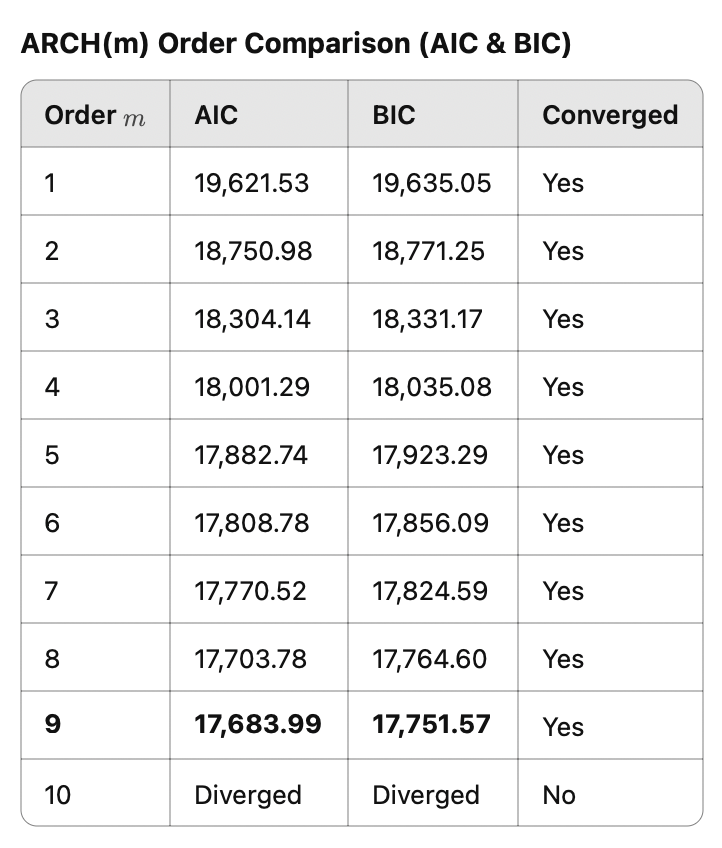 ARCH(m) Order Comparison (AIC & BIC)
Order m AIC BIC Converged
1 19,621.53 19,635.05 Yes
2 18,750.98 18,771.25 Yes
3 18,304.14 18,331.17 Yes
4 18,001.29 18,035.08 Yes
5 17,882.74 17,923.29 Yes
6 17,808.78 17,856.09 Yes
7 17,770.52 17,824.59 Yes
8 17,703.78 17,764.60 Yes
9 17,683.99 17,751.57 Yes
10 Diverged Diverged No